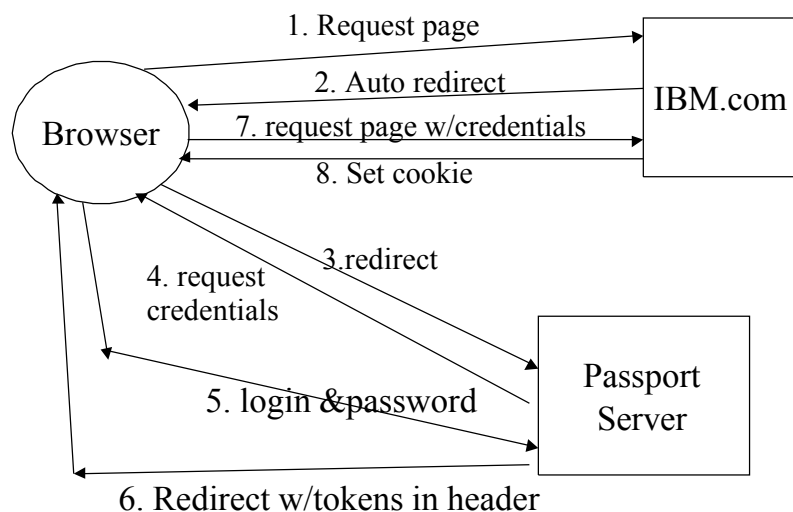 1. Request page
2. Auto redirect
IBM.com
Browser
7. request page w/credentials
8. Set cookie
3.redirect
4. request
credentials
Passport
Server
5. login &password
6. Redirect w/tokens in header